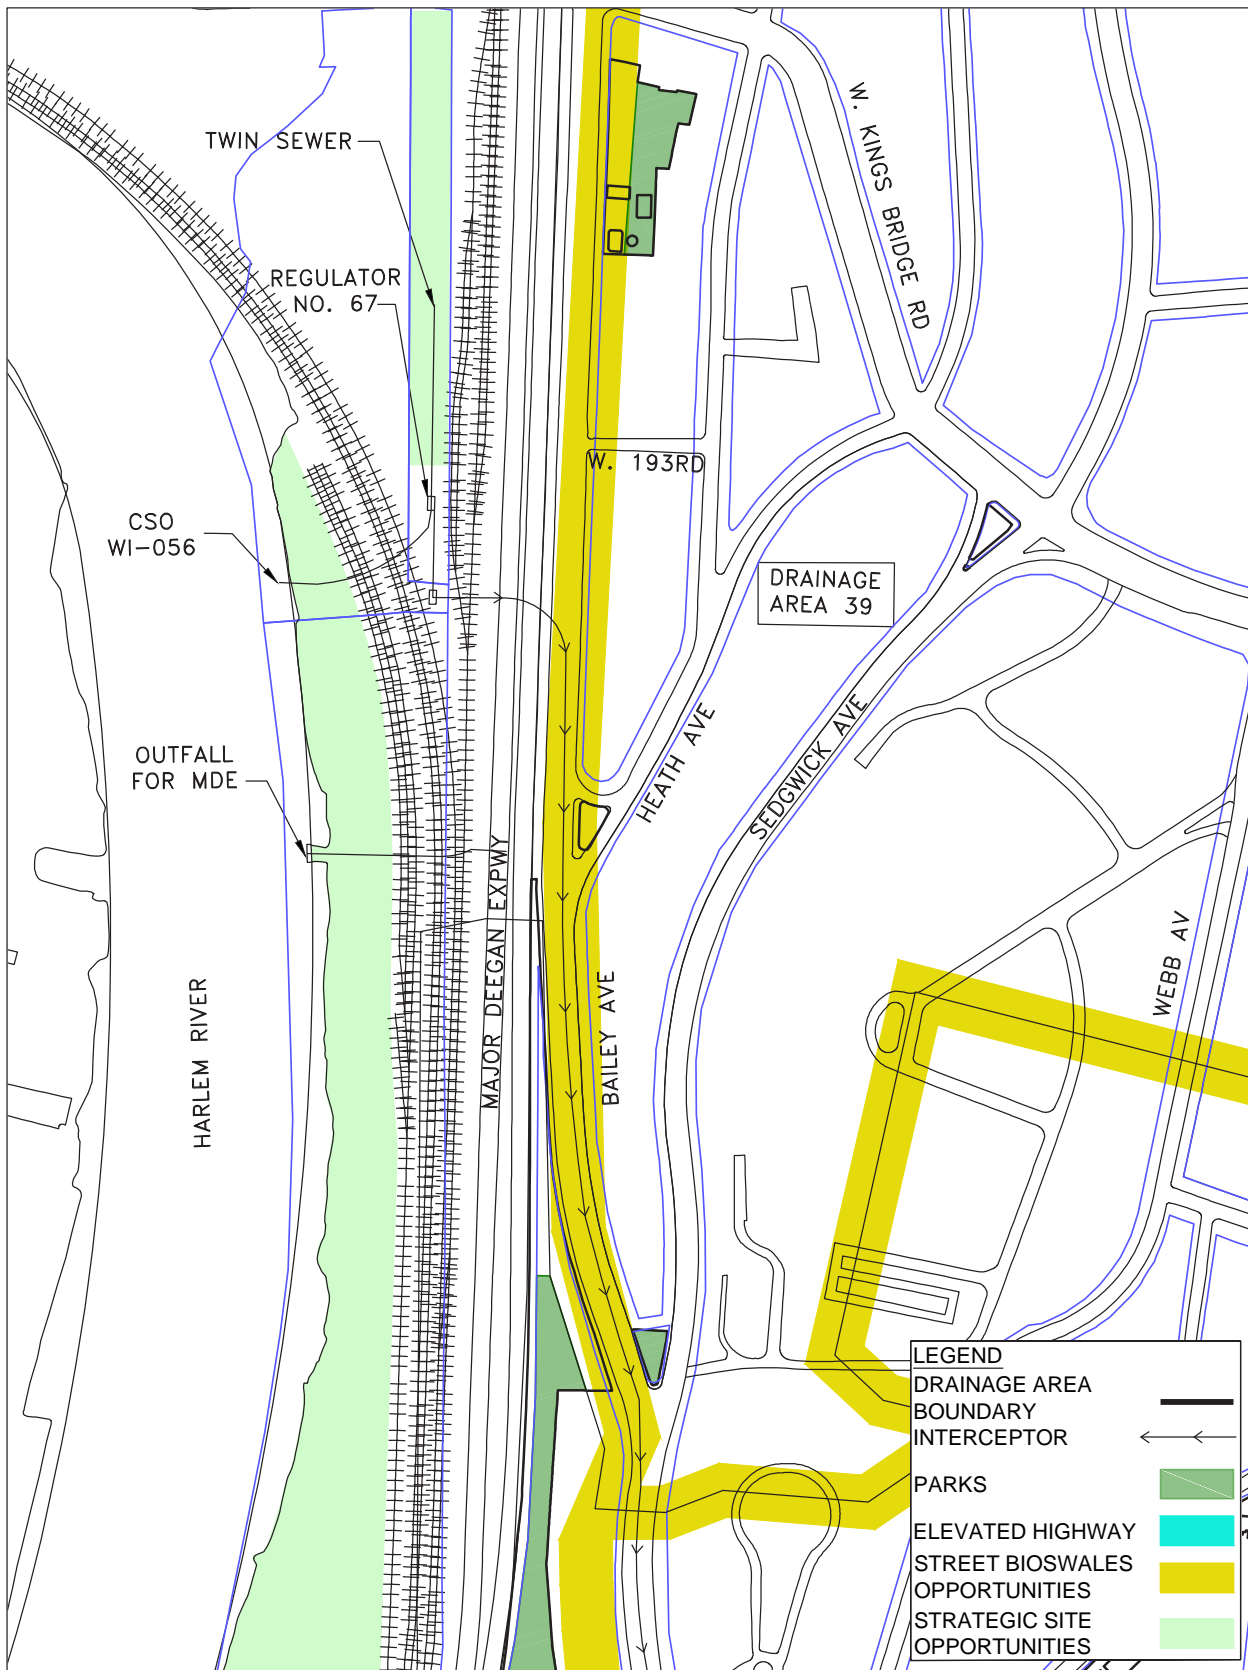 TWIN SEWER
W. KINGS BRIDGE RD
REGULATOR
NO. 67
W. 193RD
CSO
WI-056
DRAINAGE
AREA 39
OUTFALL
FOR MDE
HEATH AVE
SEDGWICK AVE
MAJOR DEEGAN EXPWY
WEBB AV
BAILEY AVE
HARLEM RIVER
LEGEND
DRAINAGE AREA
BOUNDARY
INTERCEPTOR
PARKS
ELEVATED HIGHWAY
STREET BIOSWALES
OPPORTUNITIES
STRATEGIC SITE
OPPORTUNITIES